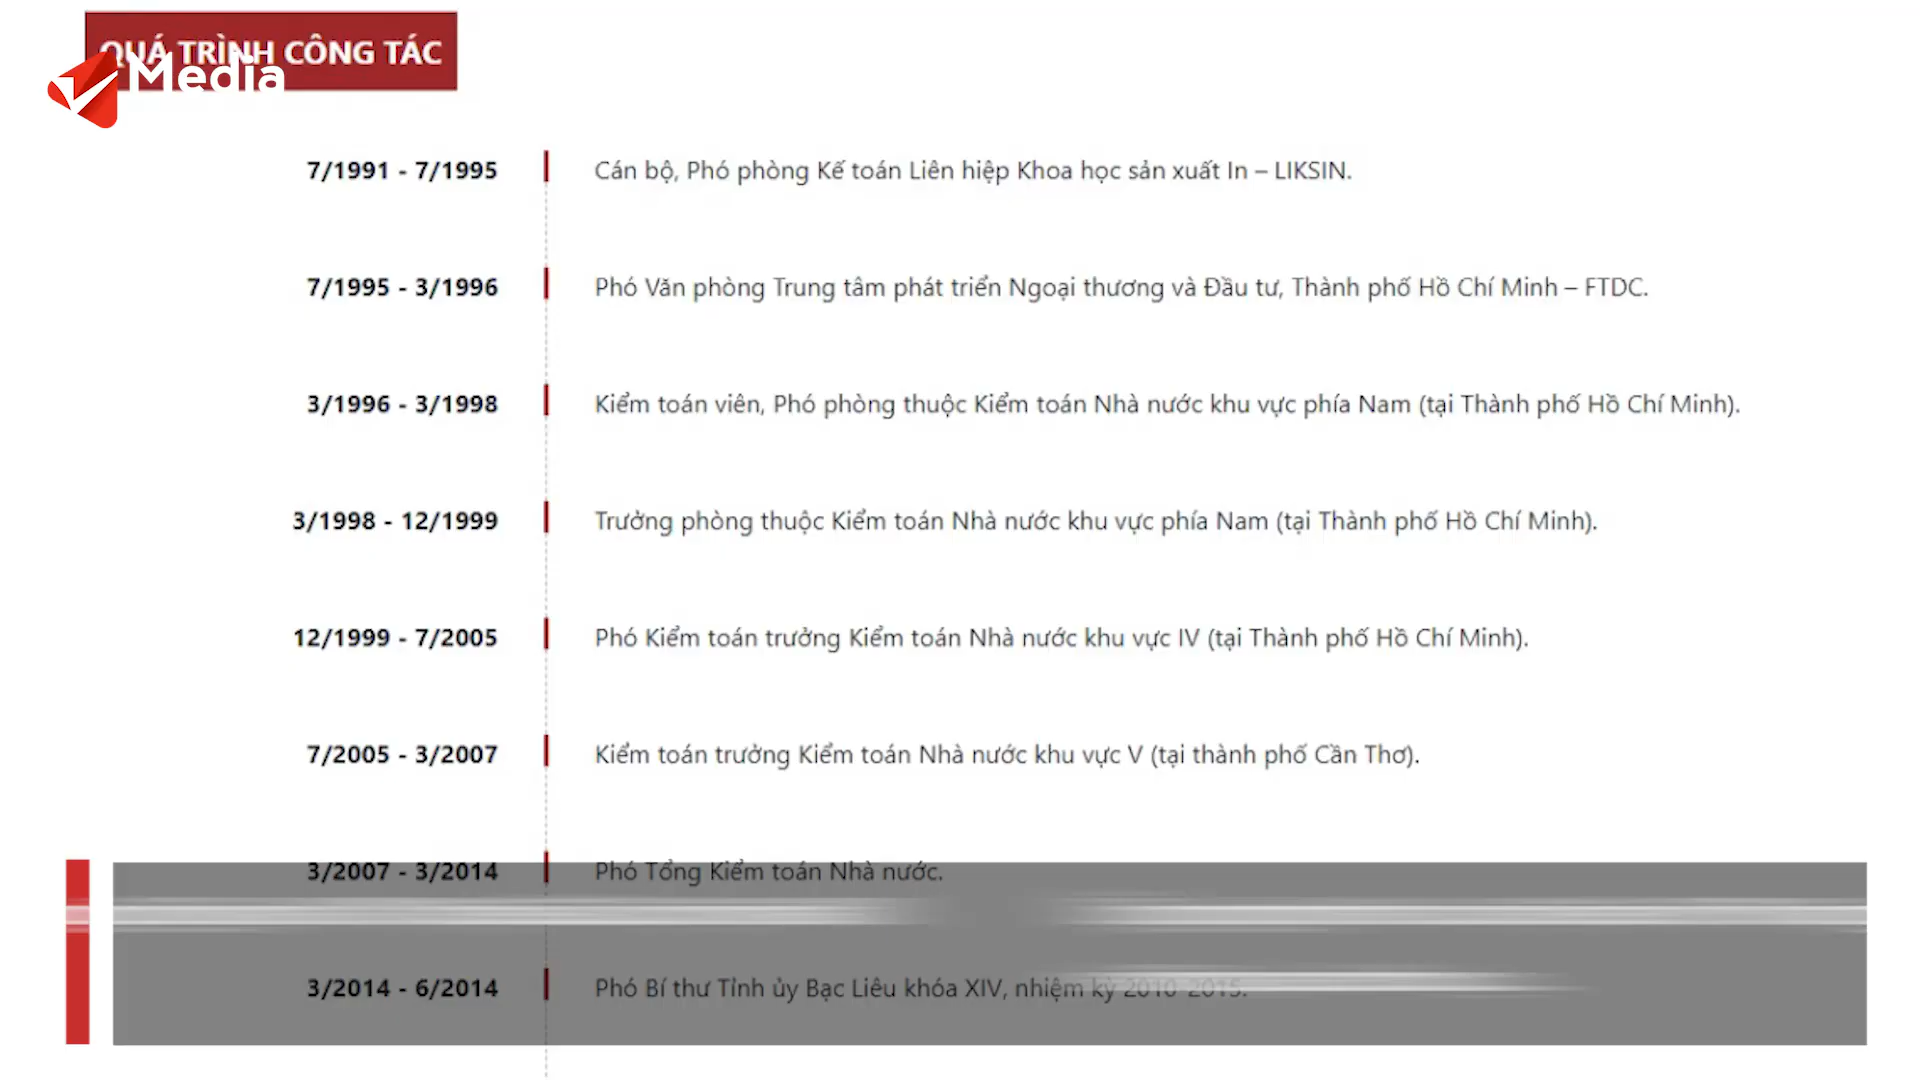 QUÁ TRÌNH CÔNG TÁC
Media
7/1991 - 7/1995 Cán bộ, Phó phòng Kế toán Liên hiệp Khoa học sản xuất In – LIKSIN.
7/1995 - 3/1996 Phó Văn phòng Trung tâm phát triển Ngoại thương và Đầu tư, Thành phố Hồ Chí Minh – FTDC.
3/1996 - 3/1998 Kiểm toán viên, Phó phòng thuộc Kiểm toán Nhà nước khu vực phía Nam (tại Thành phố Hồ Chí Minh).
3/1998 - 12/1999 Trưởng phòng thuộc Kiểm toán Nhà nước khu vực phía Nam (tại Thành phố Hồ Chí Minh).
12/1999 - 7/2005 Phó Kiểm toán trưởng Kiểm toán Nhà nước khu vực IV (tại Thành phố Hồ Chí Minh).
7/2005 - 3/2007 Kiểm toán trưởng Kiểm toán Nhà nước khu vực V (tại thành phố Cần Thơ).
3/2007 - 3/2014 Phó Tổng Kiểm toán Nhà nước.
3/2014 - 6/2014 Phó Bí thư Tỉnh ủy Bạc Liêu khóa XIV, nhiệm kỳ 2010-2015.